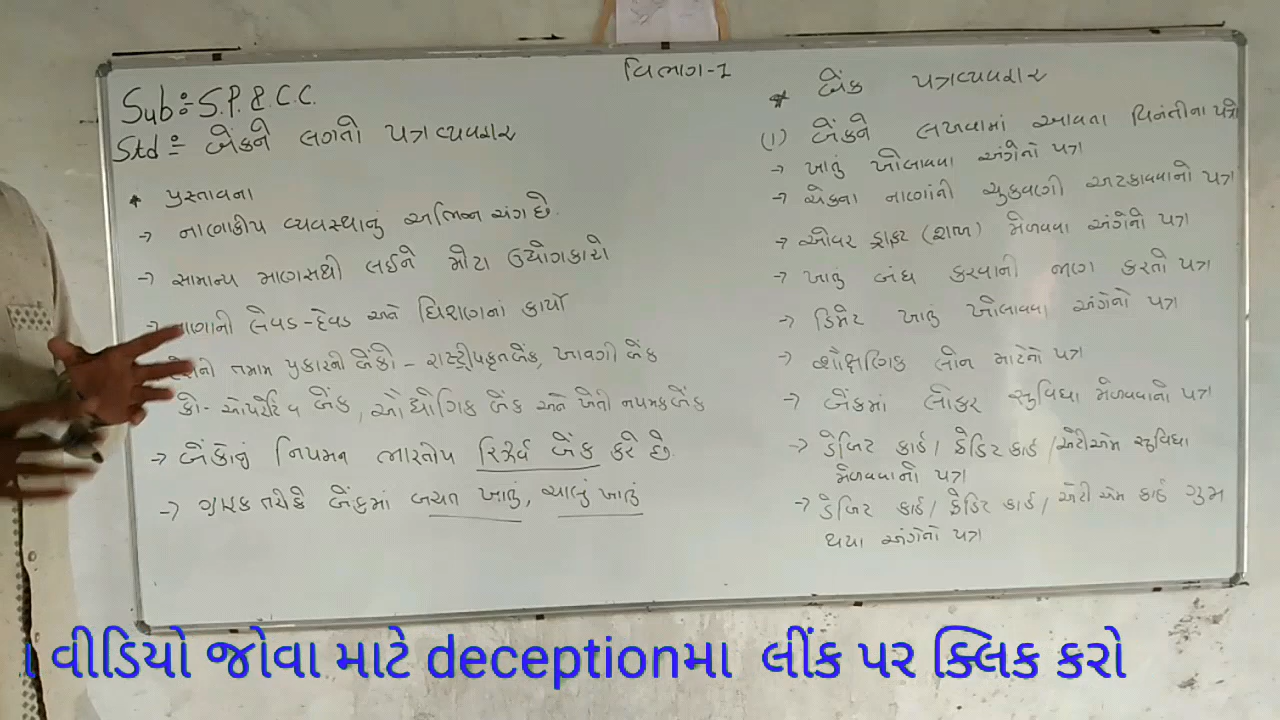 વિભાગ-1
Sub:- S.P. & C.C.
Std :- બેંકને લગતો પત્રવ્યવહાર
* પ્રસ્તાવના
→ નાણાકીય વ્યવસ્થાનું અભિન્ન અંગ છે.
→ સામાન્ય માણસથી લઈને મોટા ઉદ્યોગકારો
→ નાણાની લેવડ-દેવડ અને ધિરાણનાં કાર્યો
તમામ પ્રકારની બેંકો - રાષ્ટ્રીયકૃત બેંક, ખાનગી બેંક
કો-ઓપરેટિવ બેંક, ઔદ્યોગિક બેંક અને ખેતી બેંક
→ બેંકોનું નિયમન ભારતીય રિઝર્વ બેંક કરે છે.
→ ગ્રાહક તરીકે બેંકમાં બચત ખાતું, ચાલું ખાતું
* બેંક પત્રવ્યવહાર
(1) બેંકને લખવામાં આવતા વિનંતીના પત્રો
→ ખાતું ખોલાવવા અંગેનો પત્ર
→ ચેકના નાણાંની ચુકવણી અટકાવવાનો પત્ર
→ ઓવર ડ્રાફ્ટ (શાખ) મેળવવા અંગેનો પત્ર
→ ખાતું બંધ કરવાની જાણ કરતો પત્ર
→ ડિમેટ ખાતું ખોલાવવા અંગેનો પત્ર
→ શૈક્ષણિક લોન માટેનો પત્ર
→ બેંકમાં લોકર સુવિધા મેળવવાનો પત્ર
→ ડેબિટ કાર્ડ / ક્રેડિટ કાર્ડ / એટીએમ સુવિધા
મેળવવાનો પત્ર
→ ડેબિટ કાર્ડ / ક્રેડિટ કાર્ડ / એટીએમ કાર્ડ ગુમ
થયા અંગેનો પત્ર
વીડિયો જોવા માટે deceptionમા લીંક પર ક્લિક કરો